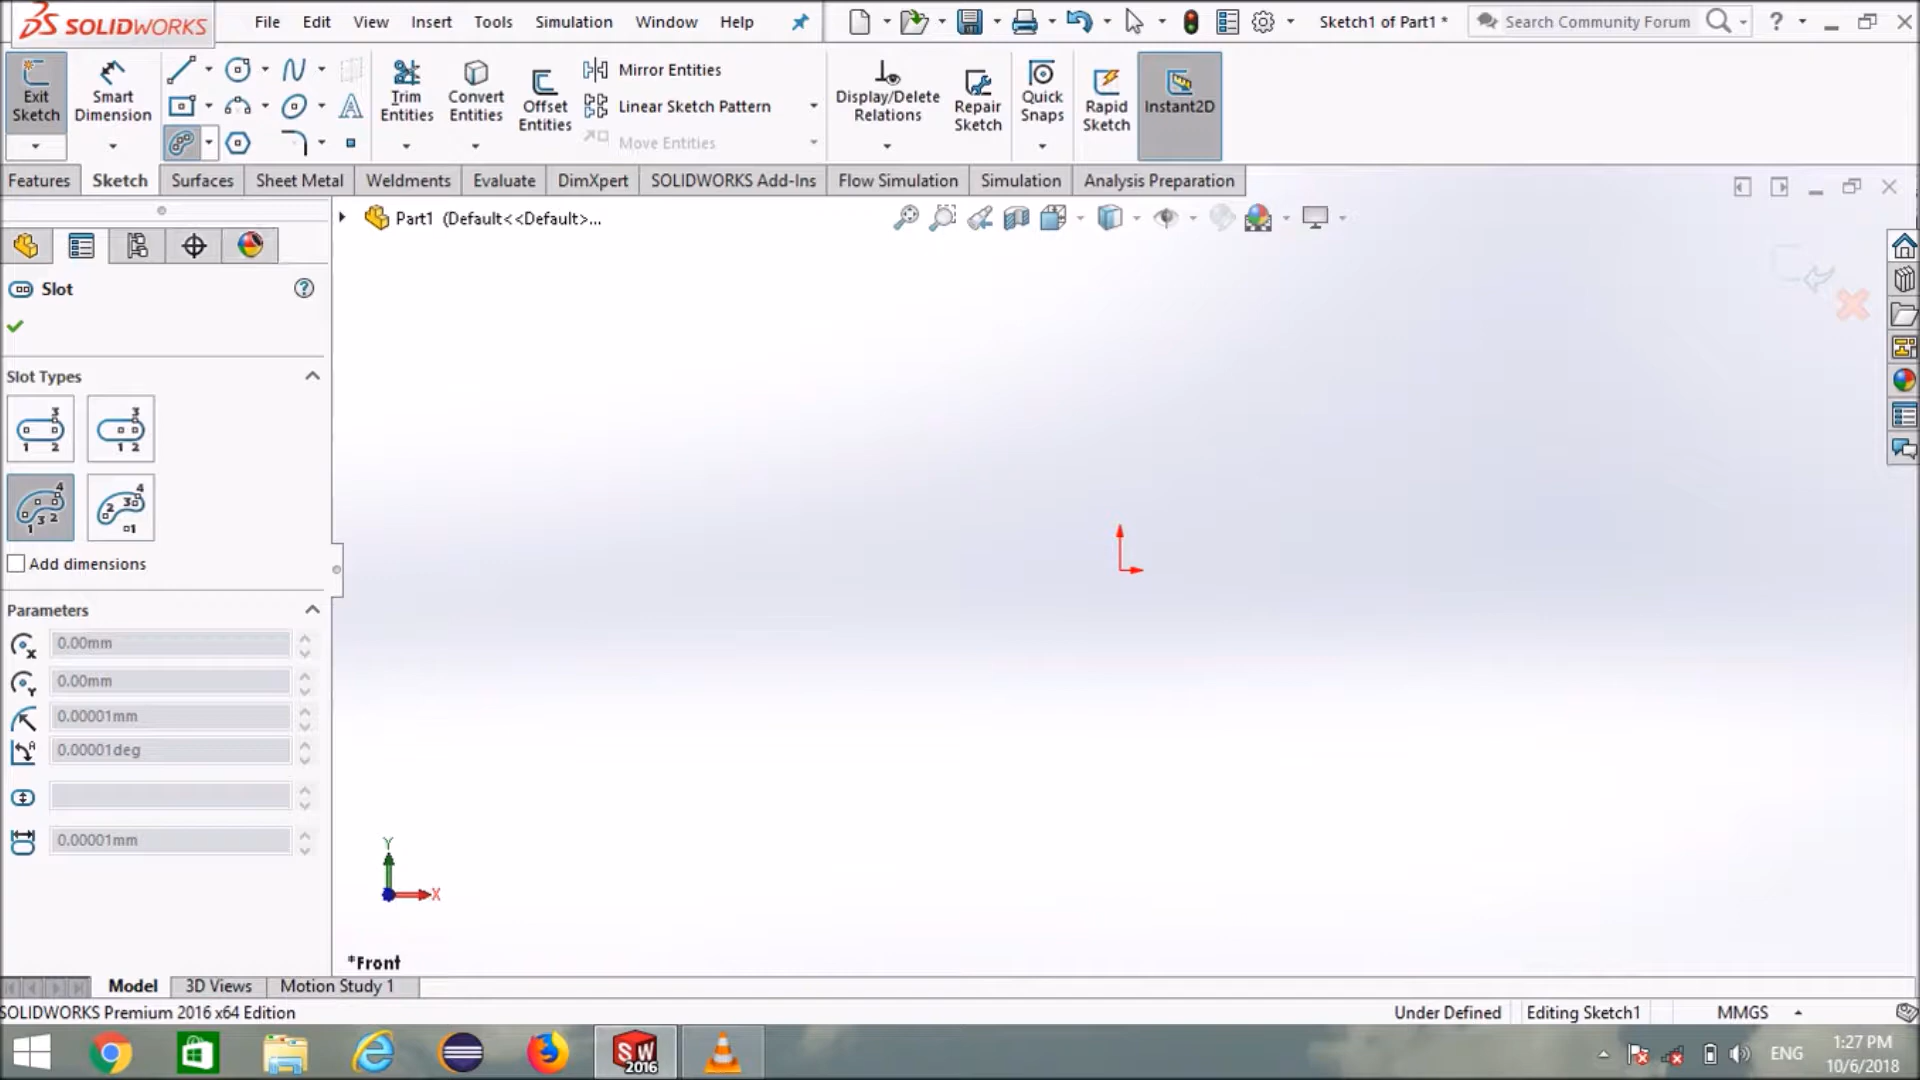 SOLIDWORKS File Edit View Insert Tools Simulation Window Help Sketch1 of Part1 * Search Community Forum ?
Exit Sketch
Smart Dimension
Trim Entities
Convert Entities
Offset Entities
Mirror Entities
Linear Sketch Pattern
Move Entities
Display/Delete Relations
Repair Sketch
Quick Snaps
Rapid Sketch
Instant2D
Features Sketch Surfaces Sheet Metal Weldments Evaluate DimXpert SOLIDWORKS Add-Ins Flow Simulation Simulation Analysis Preparation
Part1 (Default<<Default>...
Slot ?
Slot Types
3
1 2
3
1 2
4
1 3 2
4
2 3
1
Add dimensions
Parameters
X 0.00mm
Y 0.00mm
0.00001mm
A 0.00001deg
0.00001mm
Y
X
*Front
Model 3D Views Motion Study 1
SOLIDWORKS Premium 2016 x64 Edition Under Defined Editing Sketch1 MMGS
SW 2016
ENG
1:27 PM
10/6/2018